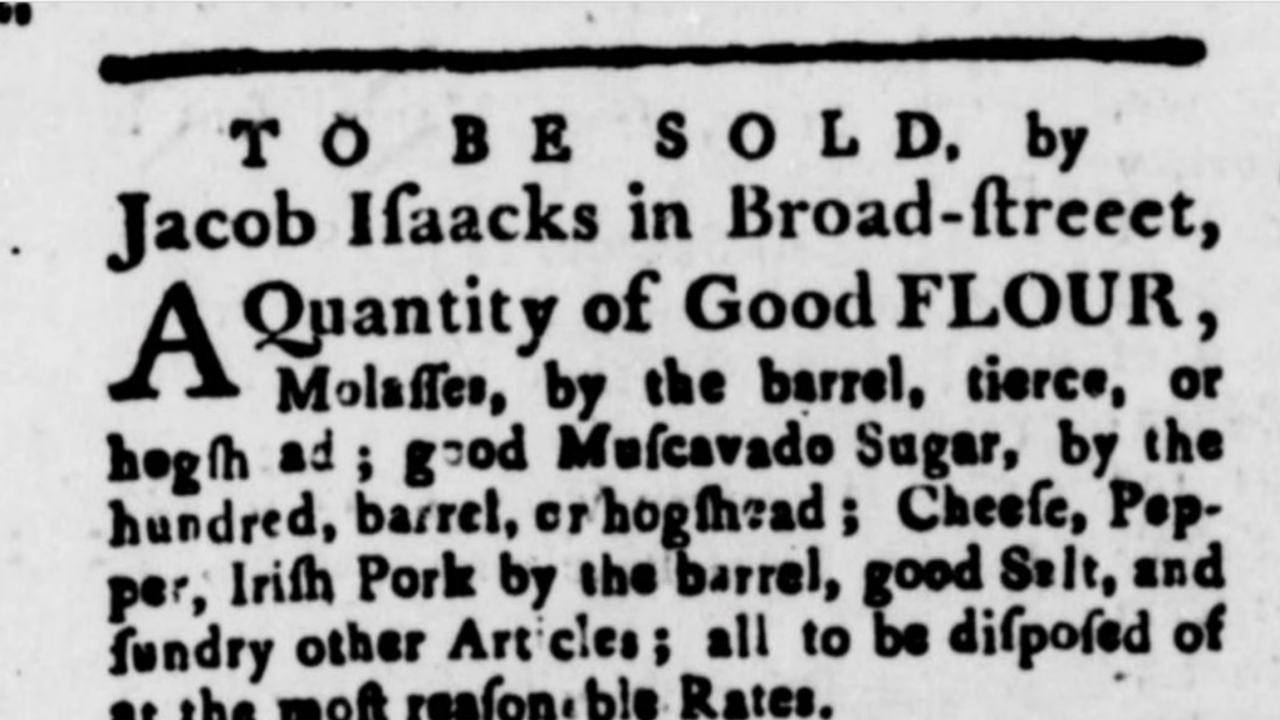 TO BE SOLD, by
Jacob Iſaacks in Broad-ſtreeet,
A Quantity of Good FLOUR,
Molaſſes, by the barrel, tierce, or
hogſh ad ; good Muſcavado Sugar, by the
hundred, barrel, or hogſhead ; Cheeſe, Pep-
per, Iriſh Pork by the barrel, good Salt, and
ſundry other Art cles ; all to be diſpoſed of
at the moſt reaſonable Rates.